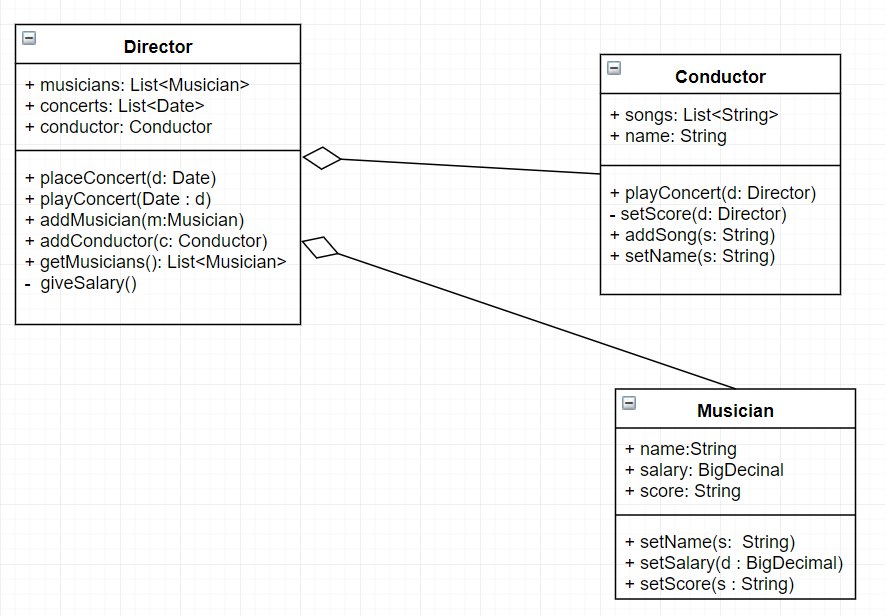 Director
+ musicians: List<Musician>
+ concerts: List<Date>
+ conductor: Conductor
+ placeConcert(d: Date)
+ playConcert(Date : d)
+ addMusician(m:Musician)
+ addConductor(c: Conductor)
+ getMusicians(): List<Musician>
- giveSalary()
Conductor
+ songs: List<String>
+ name: String
+ playConcert(d: Director)
- setScore(d: Director)
+ addSong(s: String)
+ setName(s: String)
Musician
+ name:String
+ salary: BigDecinal
+ score: String
+ setName(s: String)
+ setSalary(d : BigDecimal)
+ setScore(s : String)